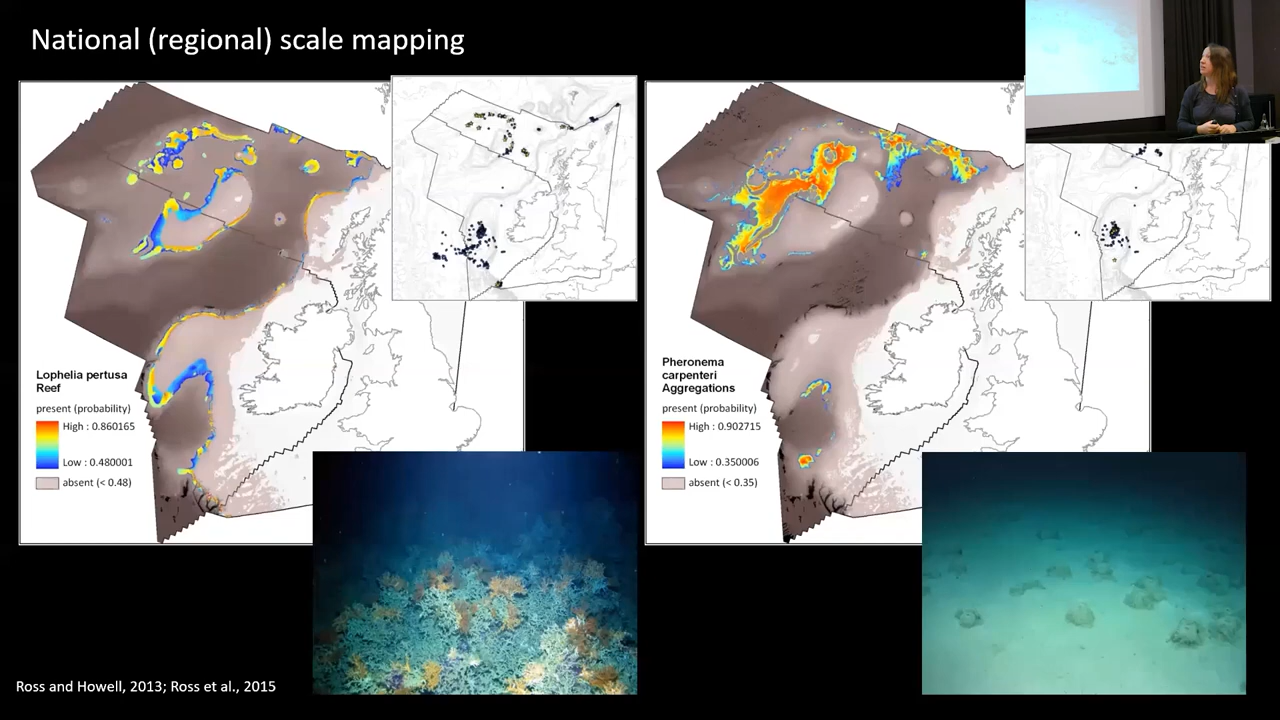 National (regional) scale mapping
Lophelia pertusa
Reef
present (probability)
High : 0.860165
Low : 0.480001
absent (< 0.48)
Pheronema
carpenteri
Aggregations
present (probability)
High : 0.902715
Low : 0.350006
absent (< 0.35)
Ross and Howell, 2013; Ross et al., 2015